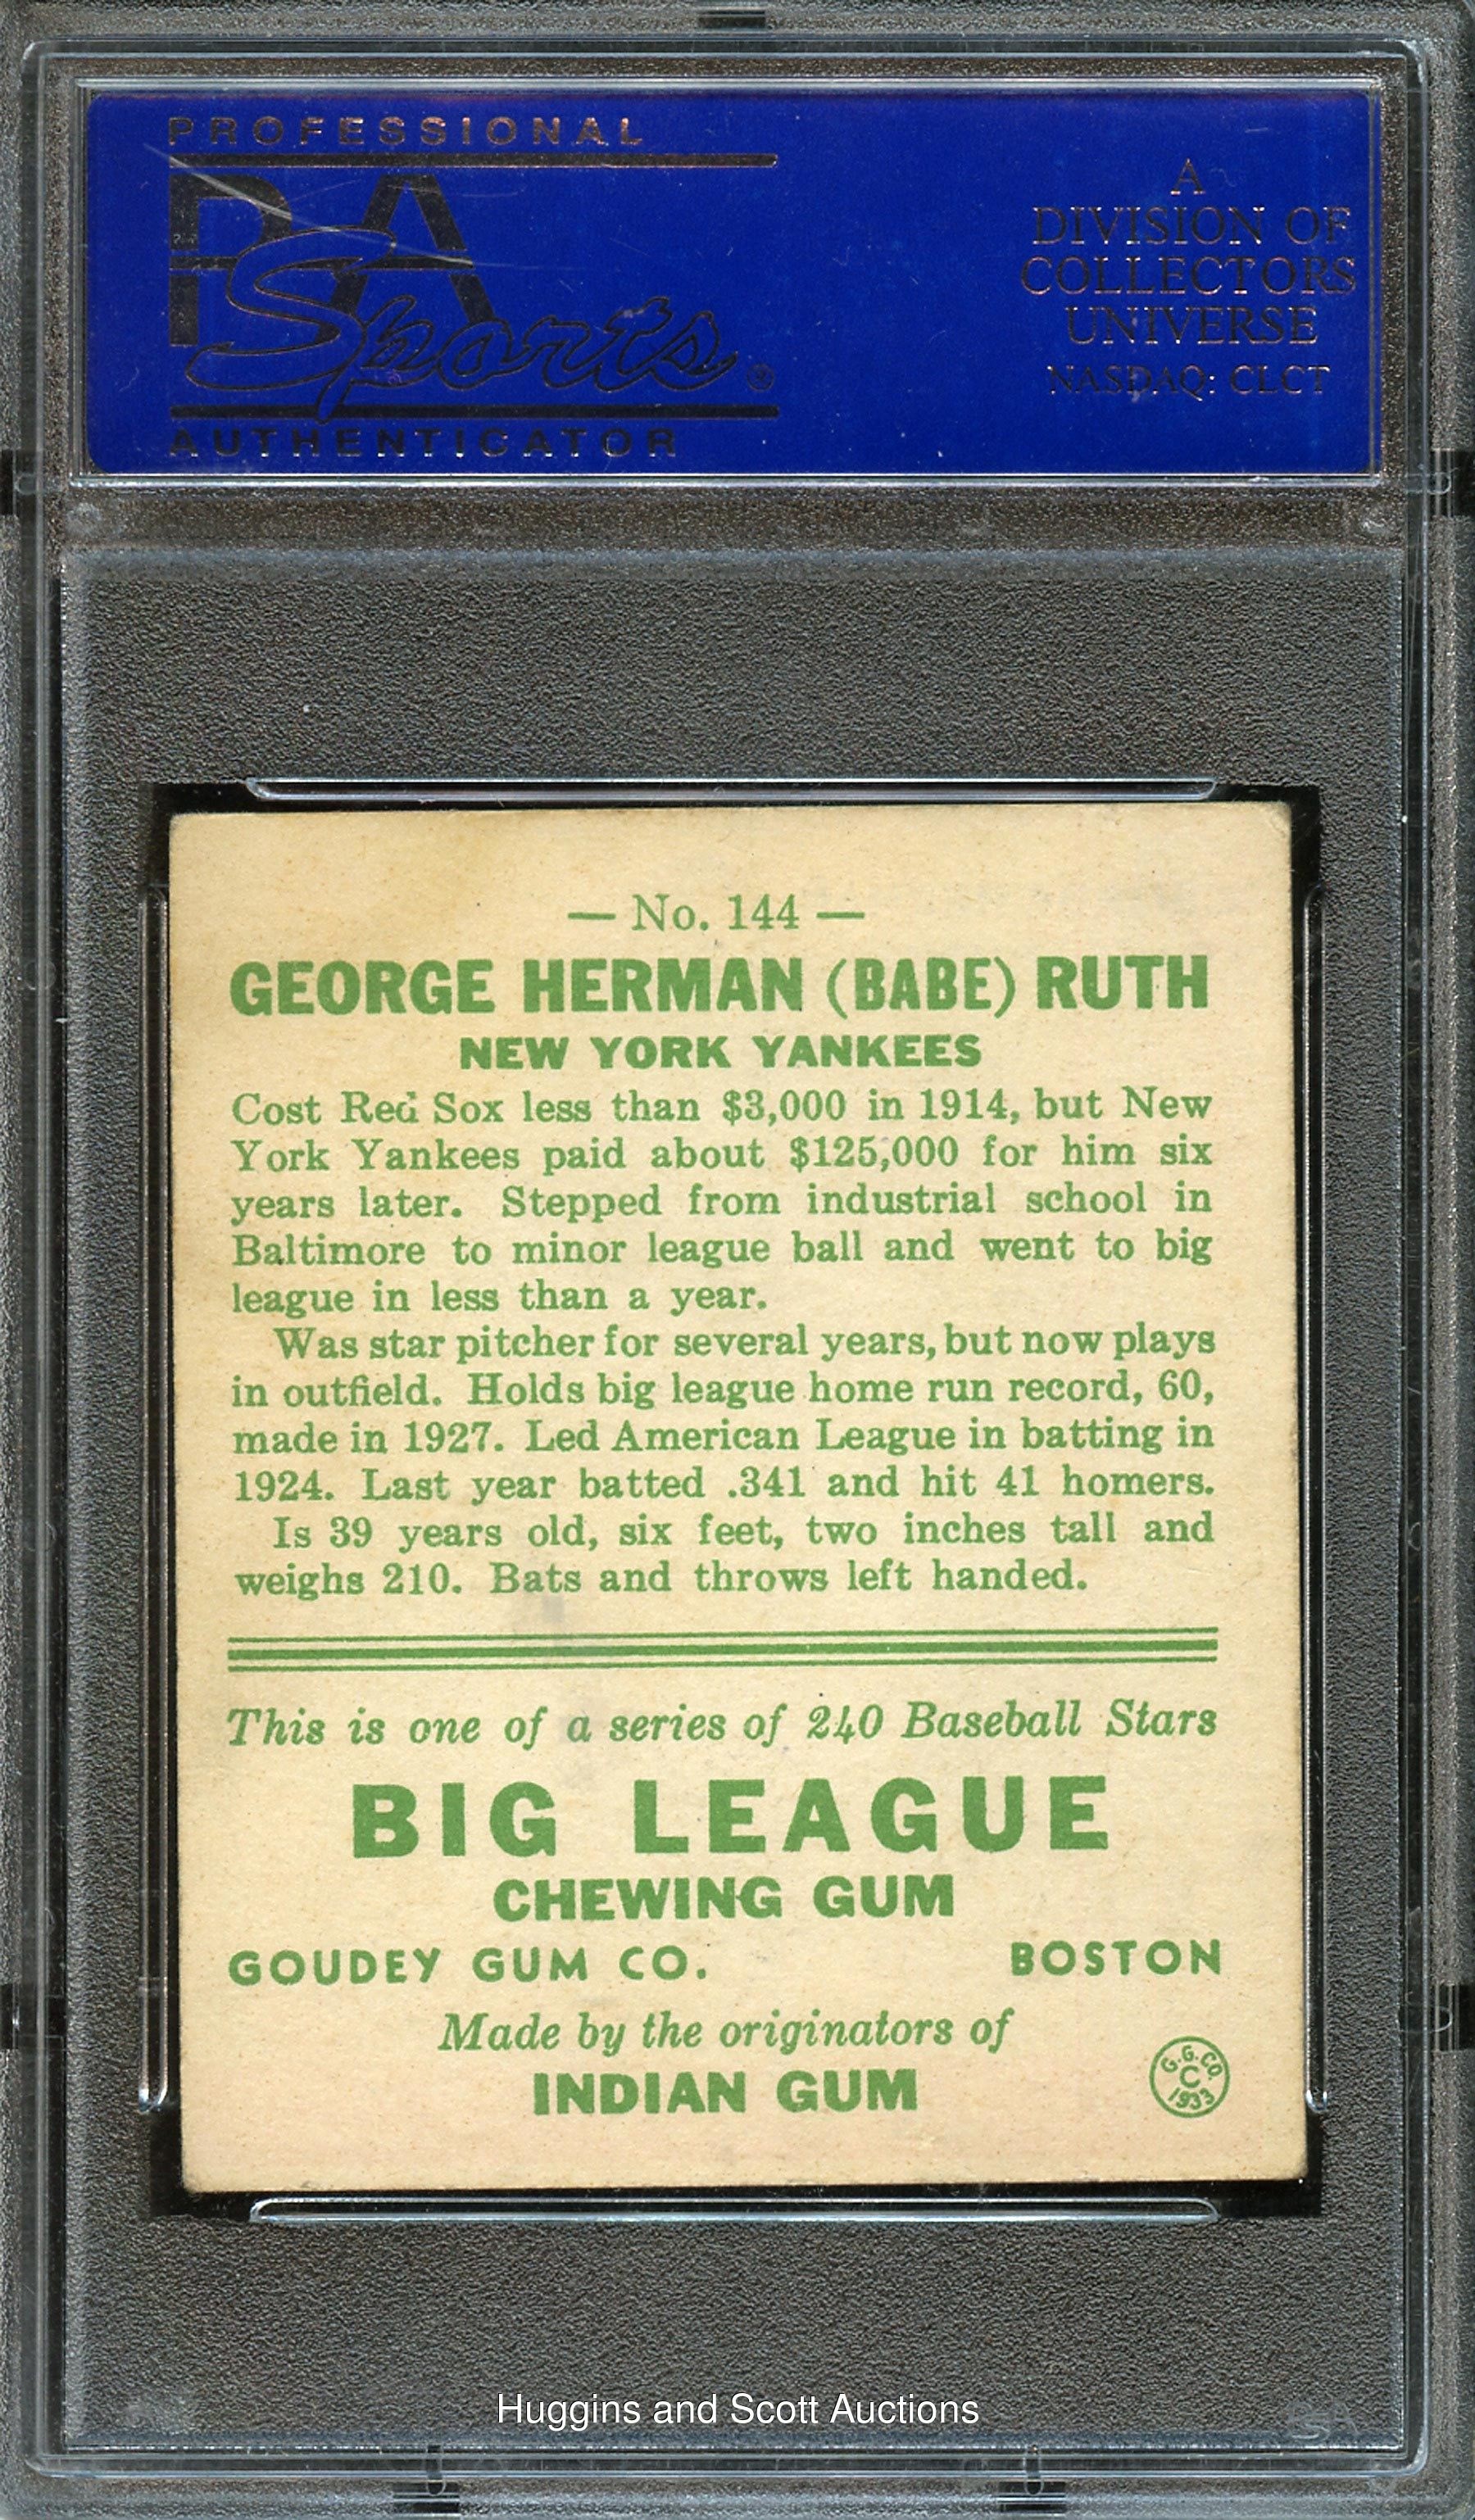 PROFESSIONAL
PSA
Sports
®
AUTHENTICATOR
A
DIVISION OF
COLLECTORS
UNIVERSE
NASDAQ: CLCT
— No. 144 —
GEORGE HERMAN (BABE) RUTH
NEW YORK YANKEES
Cost Red Sox less than $3,000 in 1914, but New
York Yankees paid about $125,000 for him six
years later. Stepped from industrial school in
Baltimore to minor league ball and went to big
league in less than a year.
Was star pitcher for several years, but now plays
in outfield. Holds big league home run record, 60,
made in 1927. Led American League in batting in
1924. Last year batted .341 and hit 41 homers.
Is 39 years old, six feet, two inches tall and
weighs 210. Bats and throws left handed.
This is one of a series of 240 Baseball Stars
BIG LEAGUE
CHEWING GUM
GOUDEY GUM CO. BOSTON
Made by the originators of
INDIAN GUM
G.G.CO.
C
1933
Huggins and Scott Auctions